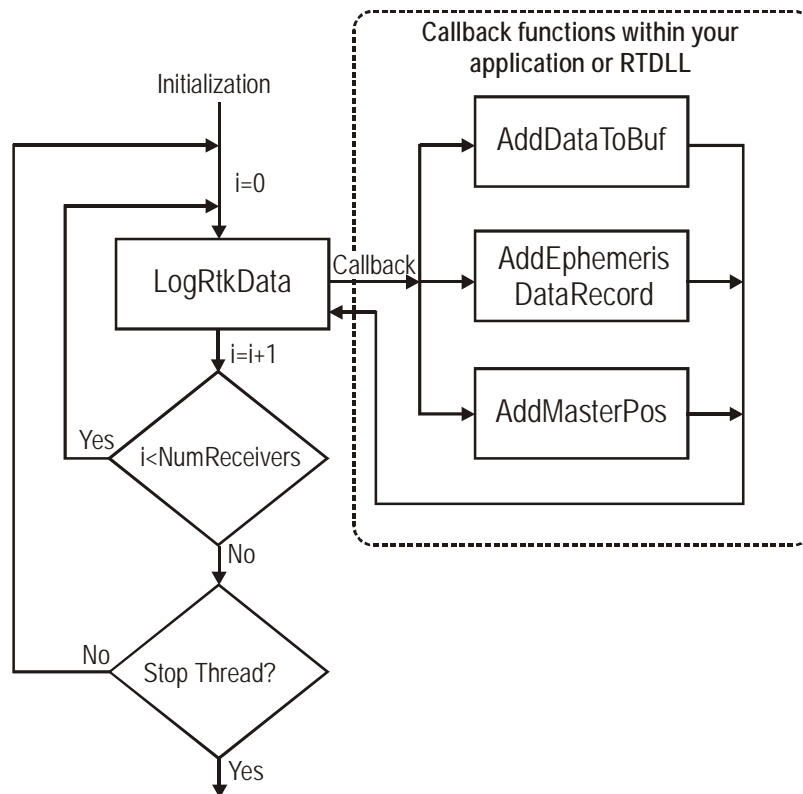 Callback functions within your
application or RTDLL
Initialization
AddDataToBuf
i=0
LogRtkData
Callback
AddEphemeris
DataRecord
i=i+1
AddMasterPos
Yes
i<NumReceivers
No
No
Stop Thread?
Yes